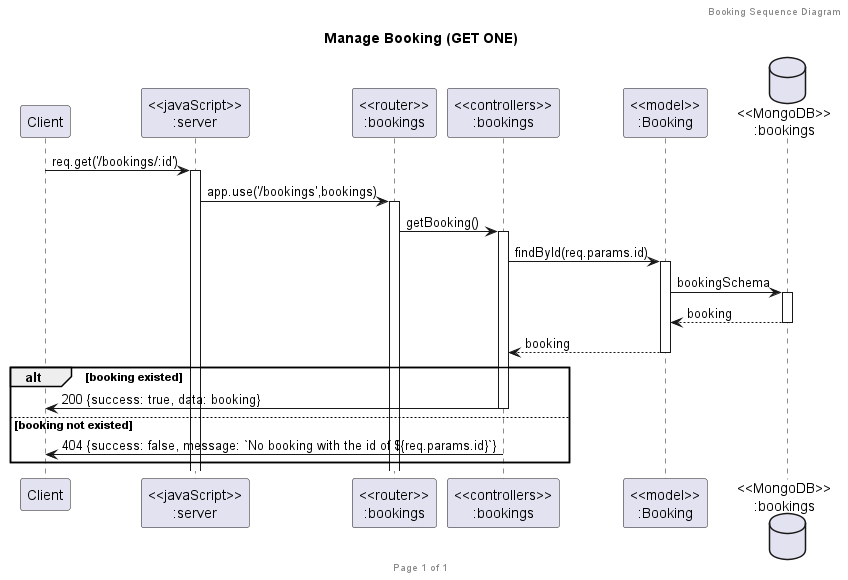 Booking Sequence Diagram
Manage Booking (GET ONE)
Client
<<javaScript>>
:server
<<router>>
:bookings
<<controllers>>
:bookings
<<model>>
:Booking
<<MongoDB>>
:bookings
req.get('/bookings/:id')
app.use('/bookings',bookings)
getBooking()
findById(req.params.id)
bookingSchema
booking
booking
alt [booking existed]
200 {success: true, data: booking}
[booking not existed]
404 {success: false, message: `No booking with the id of ${req.params.id}`}
Client
<<javaScript>>
:server
<<router>>
:bookings
<<controllers>>
:bookings
<<model>>
:Booking
<<MongoDB>>
:bookings
Page 1 of 1